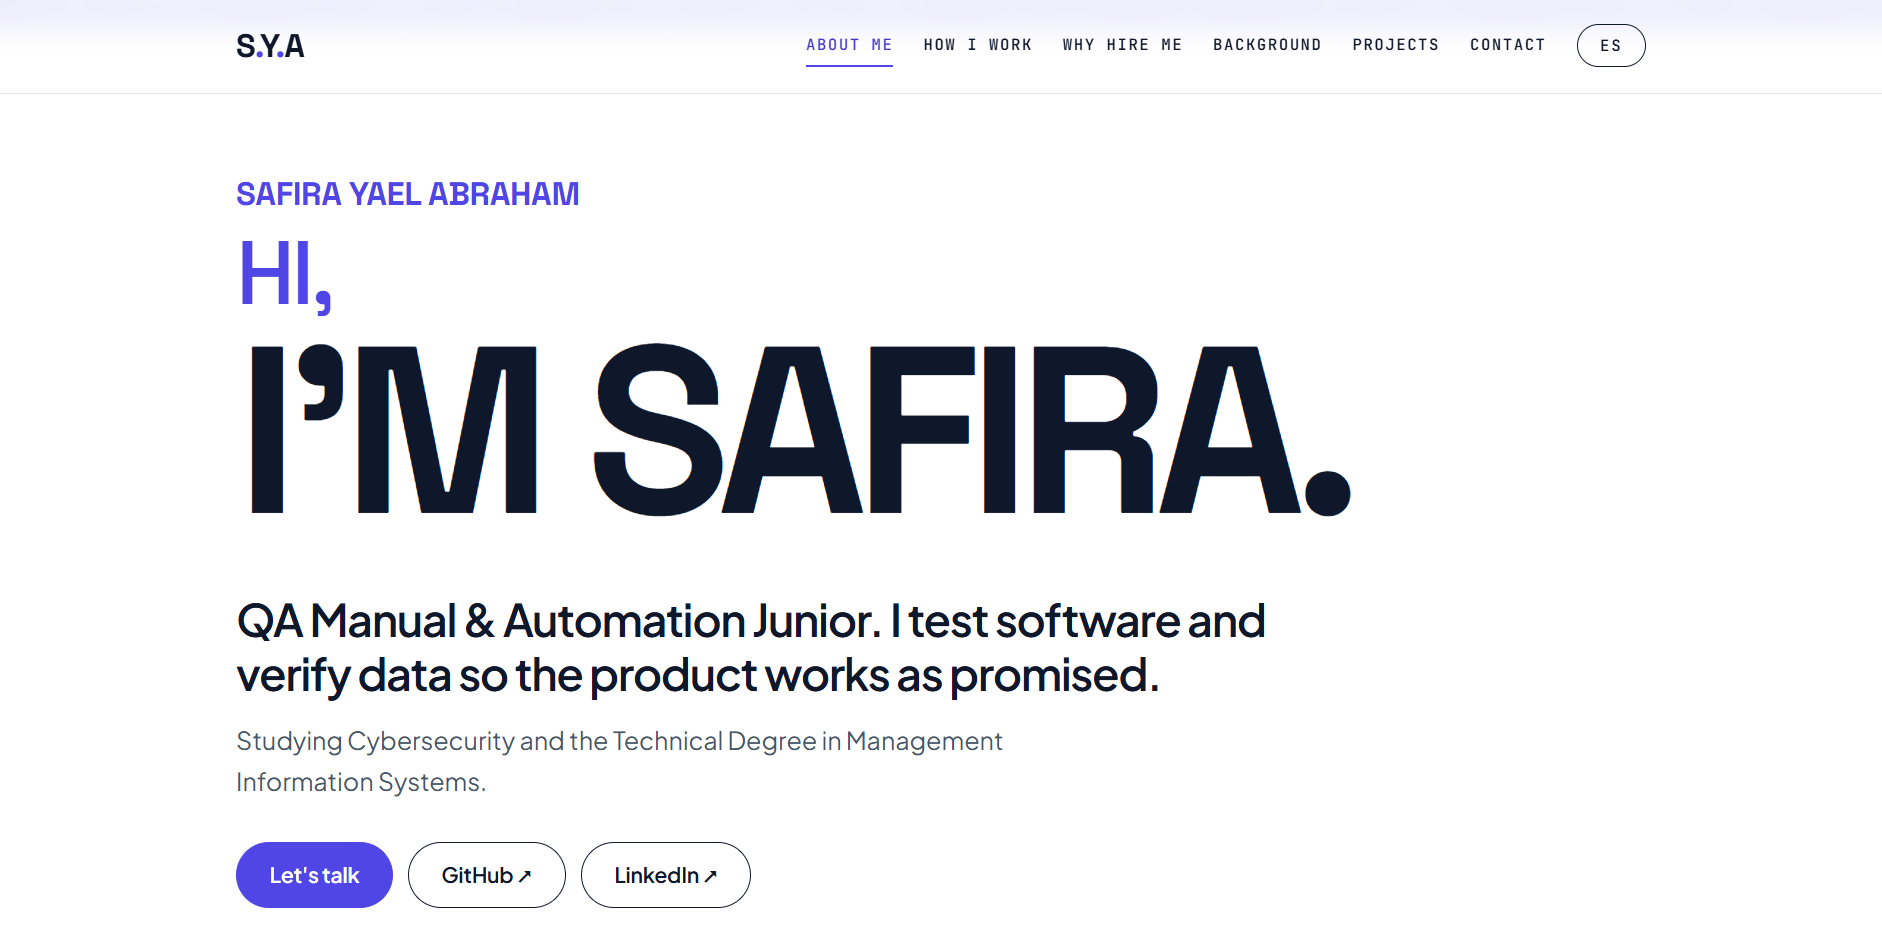 S.Y.A
ABOUT ME
HOW I WORK
WHY HIRE ME
BACKGROUND
PROJECTS
CONTACT
ES
SAFIRA YAEL ABRAHAM
HI,
I’M SAFIRA.
QA Manual & Automation Junior. I test software and
verify data so the product works as promised.
Studying Cybersecurity and the Technical Degree in Management
Information Systems.
Let's talk
GitHub ↗
LinkedIn ↗